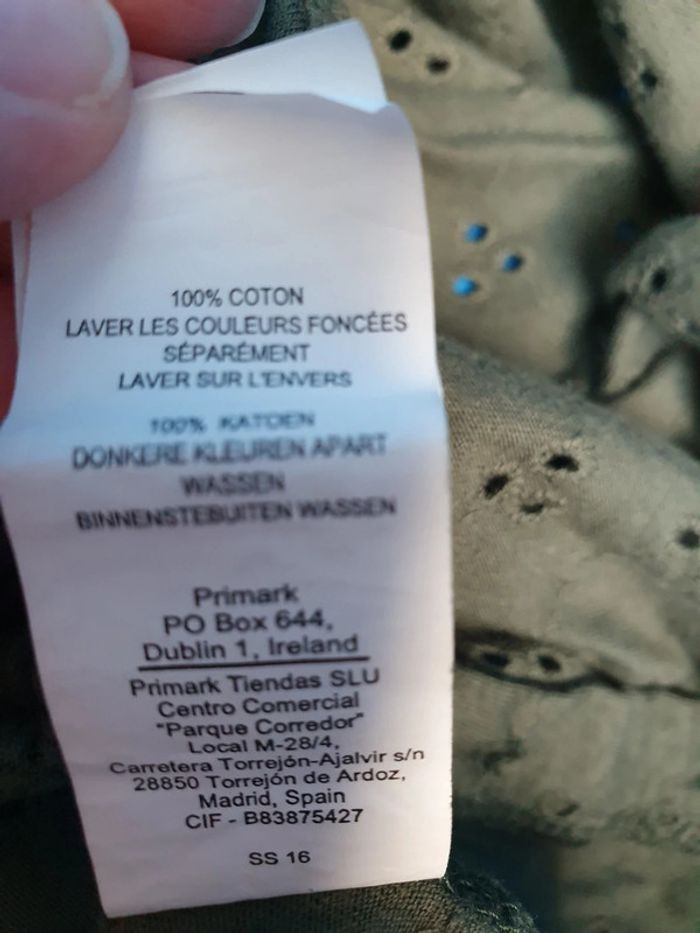 100% COTON
LAVER LES COULEURS FONCÉES
SÉPARÉMENT
LAVER SUR L'ENVERS
100% KATOEN
DONKERE KLEUREN APART
WASSEN
BINNENSTEBUITEN WASSEN
Primark
PO Box 644,
Dublin 1, Ireland
Primark Tiendas SLU
Centro Comercial
"Parque Corredor"
Local M-28/4,
Carretera Torrejón-Ajalvir s/n
28850 Torrejón de Ardoz,
Madrid, Spain
CIF - B83875427
SS 16